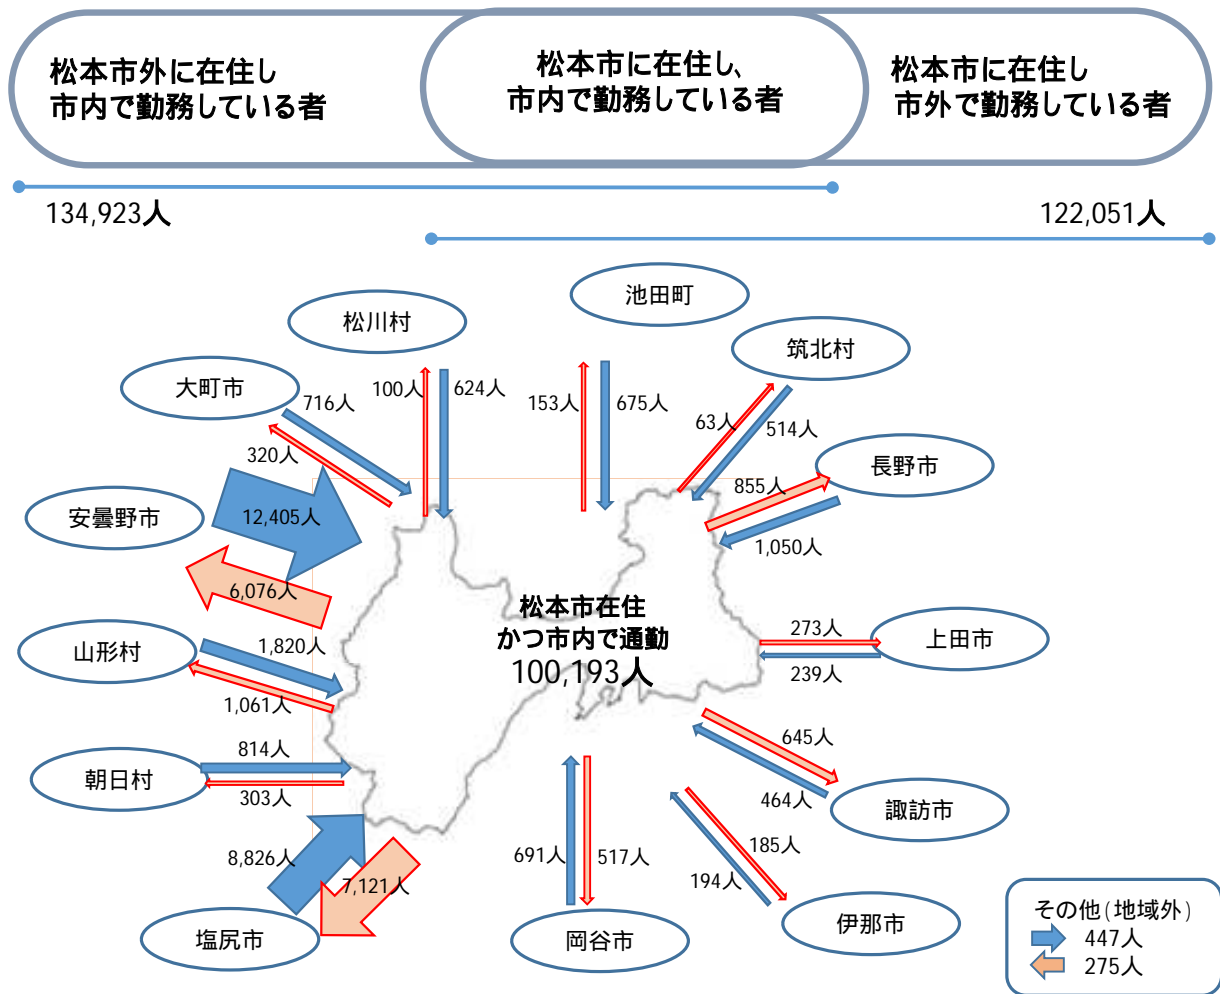 松本市外に在住し
市内で勤務している者
松本市に在住し、
市内で勤務している者
松本市に在住し
市外で勤務している者
134,923人
122,051人
池田町
松川村
筑北村
大町市
716人
100人
624人
153人
675人
63人
514人
320人
長野市
855人
安曇野市
12,405人
1,050人
6,076人
松本市在住
かつ市内で通勤
100,193人
山形村
1,820人
1,061人
273人
上田市
239人
814人
朝日村
303人
645人
464人
諏訪市
8,826人
7,121人
691人
517人
185人
194人
塩尻市
岡谷市
伊那市
その他(地域外)
447人
275人